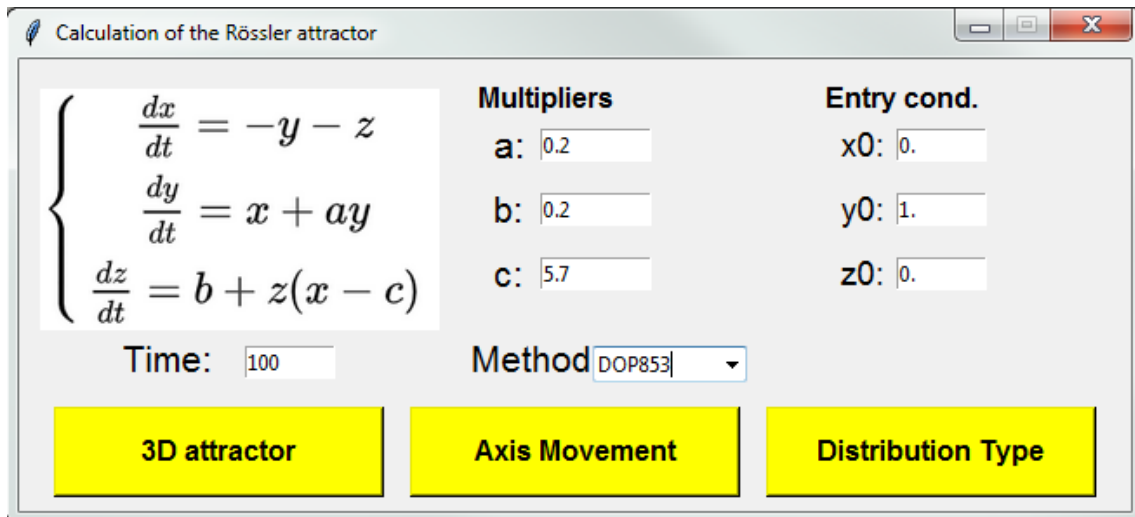 Calculation of the Rössler attractor
Multipliers
Entry cond.
dx/dt = −y − z
a: 0.2
x0: 0.
dy/dt = x + ay
b: 0.2
y0: 1.
dz/dt = b + z(x − c)
c: 5.7
z0: 0.
Time: 100
Method DOP853
3D attractor
Axis Movement
Distribution Type